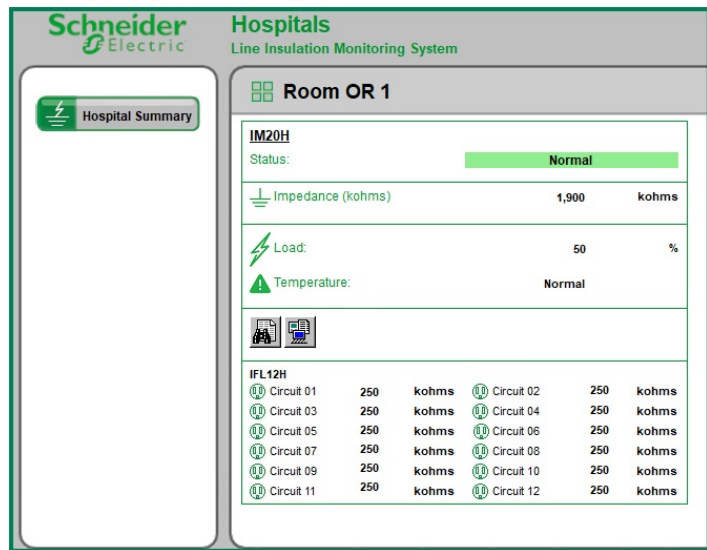 Schneider Electric
Hospitals
Line Insulation Monitoring System
Hospital Summary
Room OR 1
IM20H
Status: Normal
Impedance (kohms) 1,900 kohms
Load: 50 %
Temperature: Normal
IFL12H
Circuit 01 250 kohms Circuit 02 250 kohms
Circuit 03 250 kohms Circuit 04 250 kohms
Circuit 05 250 kohms Circuit 06 250 kohms
Circuit 07 250 kohms Circuit 08 250 kohms
Circuit 09 250 kohms Circuit 10 250 kohms
Circuit 11 250 kohms Circuit 12 250 kohms